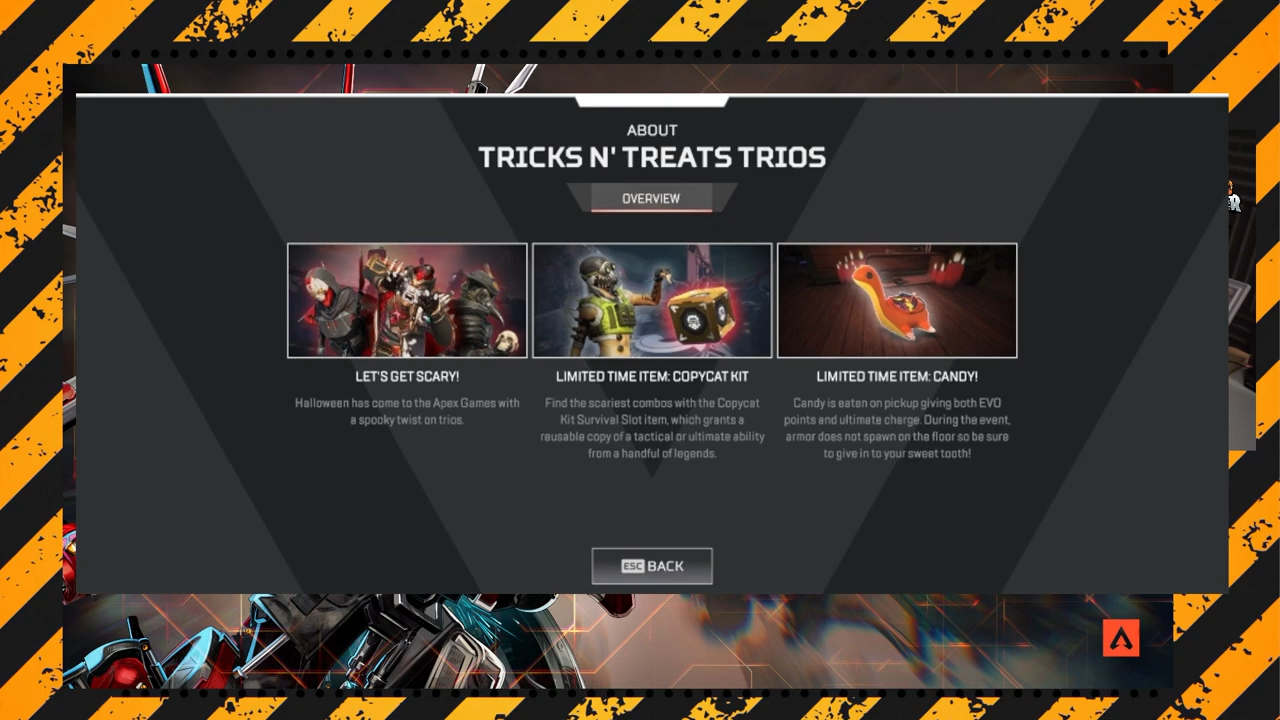 ABOUT
TRICKS N' TREATS TRIOS
OVERVIEW
LET'S GET SCARY!
Halloween has come to the Apex Games with
a spooky twist on trios.
LIMITED TIME ITEM: COPYCAT KIT
Find the scariest combos with the Copycat
Kit Survival Slot item, which grants a
reusable copy of a tactical or ultimate ability
from a handful of legends.
LIMITED TIME ITEM: CANDY!
Candy is eaten on pickup giving both EVO
points and ultimate charge. During the event,
armor does not spawn on the floor so be sure
to give in to your sweet tooth!
ESC BACK